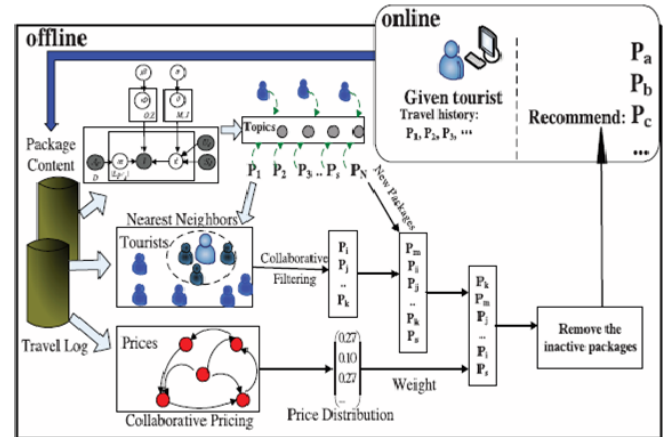 offline
online
Given tourist
Travel history:
P1, P2, P3, ...
Recommend:
Pa
Pb
Pc
...
Package
Content
Topics
P1 P2 P3 .. Ps PN
New Packages
D
Nearest Neighbors
Tourists
Collaborative
Filtering
Pi
Pj
..
Pk
Pm
Pi
Pj
..
Pk
Ps
Pk
Pm
Pj
...
Pi
Ps
Remove the
inactive packages
Travel Log
Prices
Collaborative Pricing
0.27
0.10
0.27
...
Price Distribution
Weight